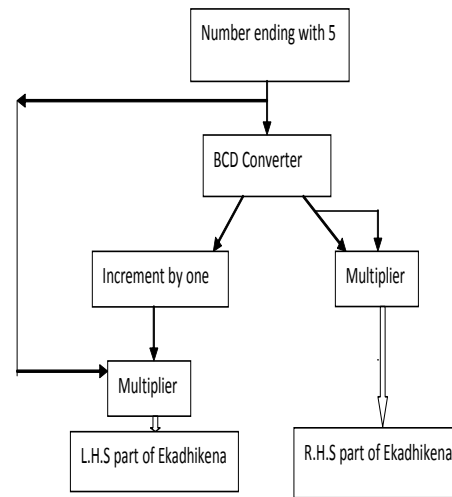 Number ending with 5
BCD Converter
Increment by one
Multiplier
Multiplier
L.H.S part of Ekadhikena
R.H.S part of Ekadhikena